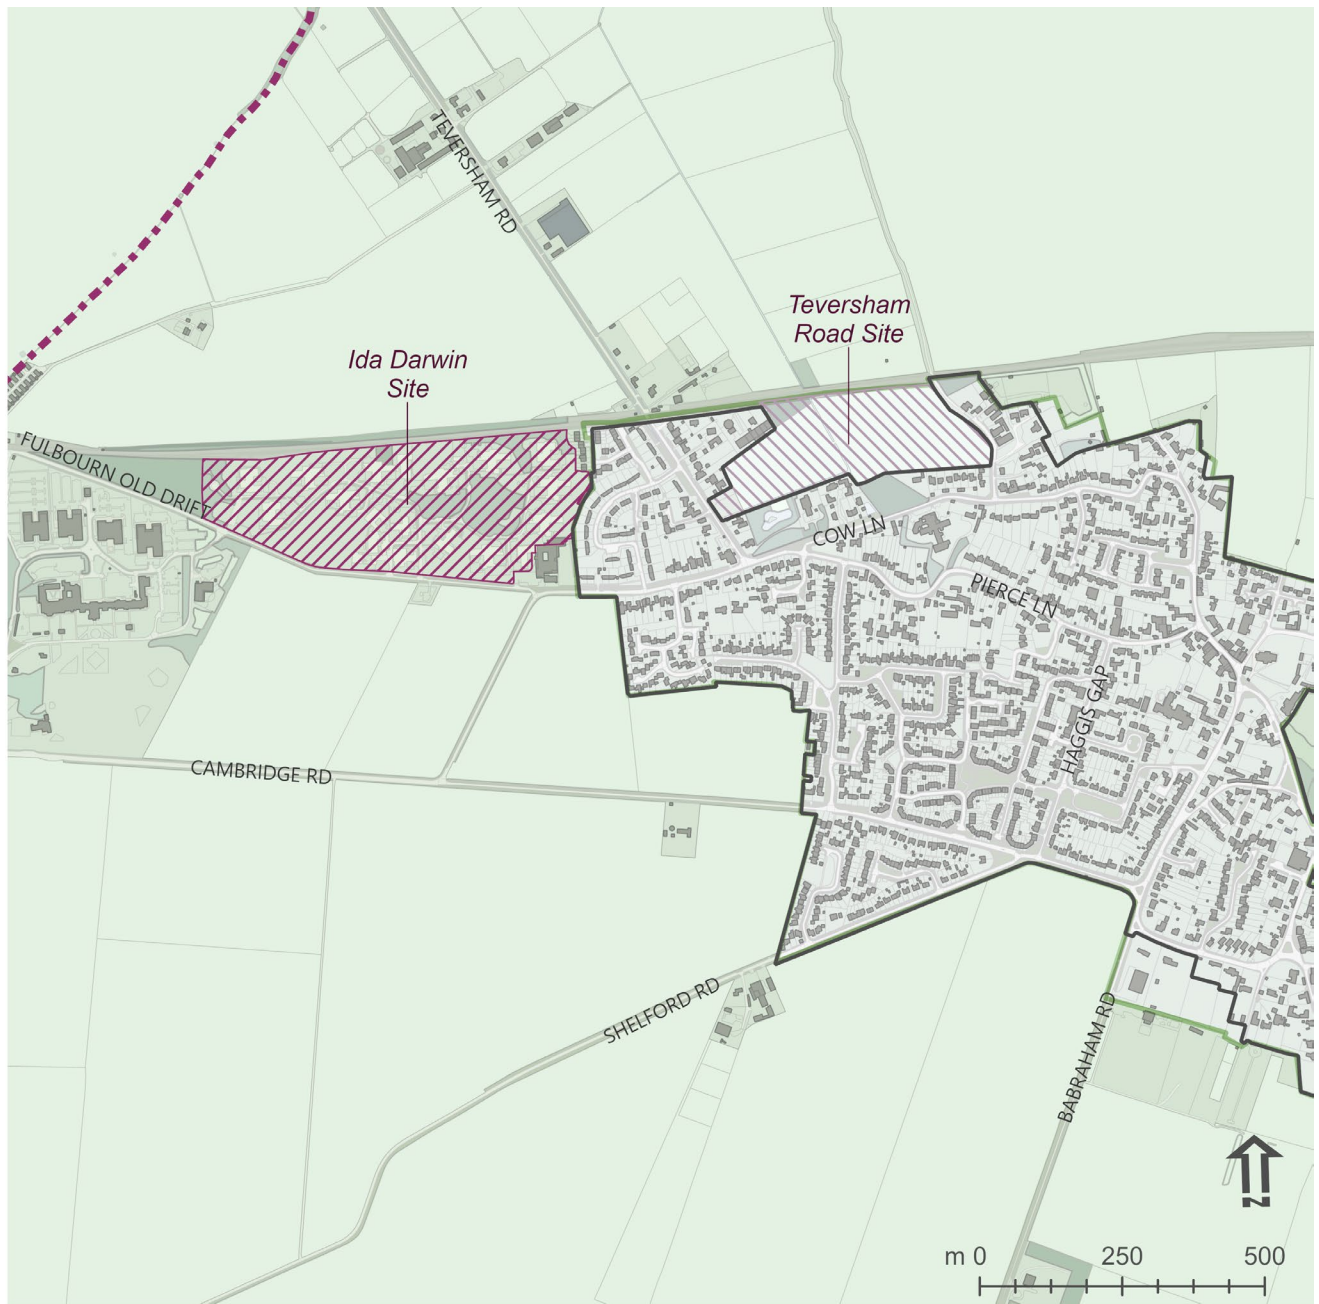 TEVERSHAM RD
Teversham
Road Site
Ida Darwin
Site
FULBOURN OLD DRIFT
COW LN
PIERCE LN
HAGGIS GAP
CAMBRIDGE RD
SHELFORD RD
BABRAHAM RD
N
m 0 250 500